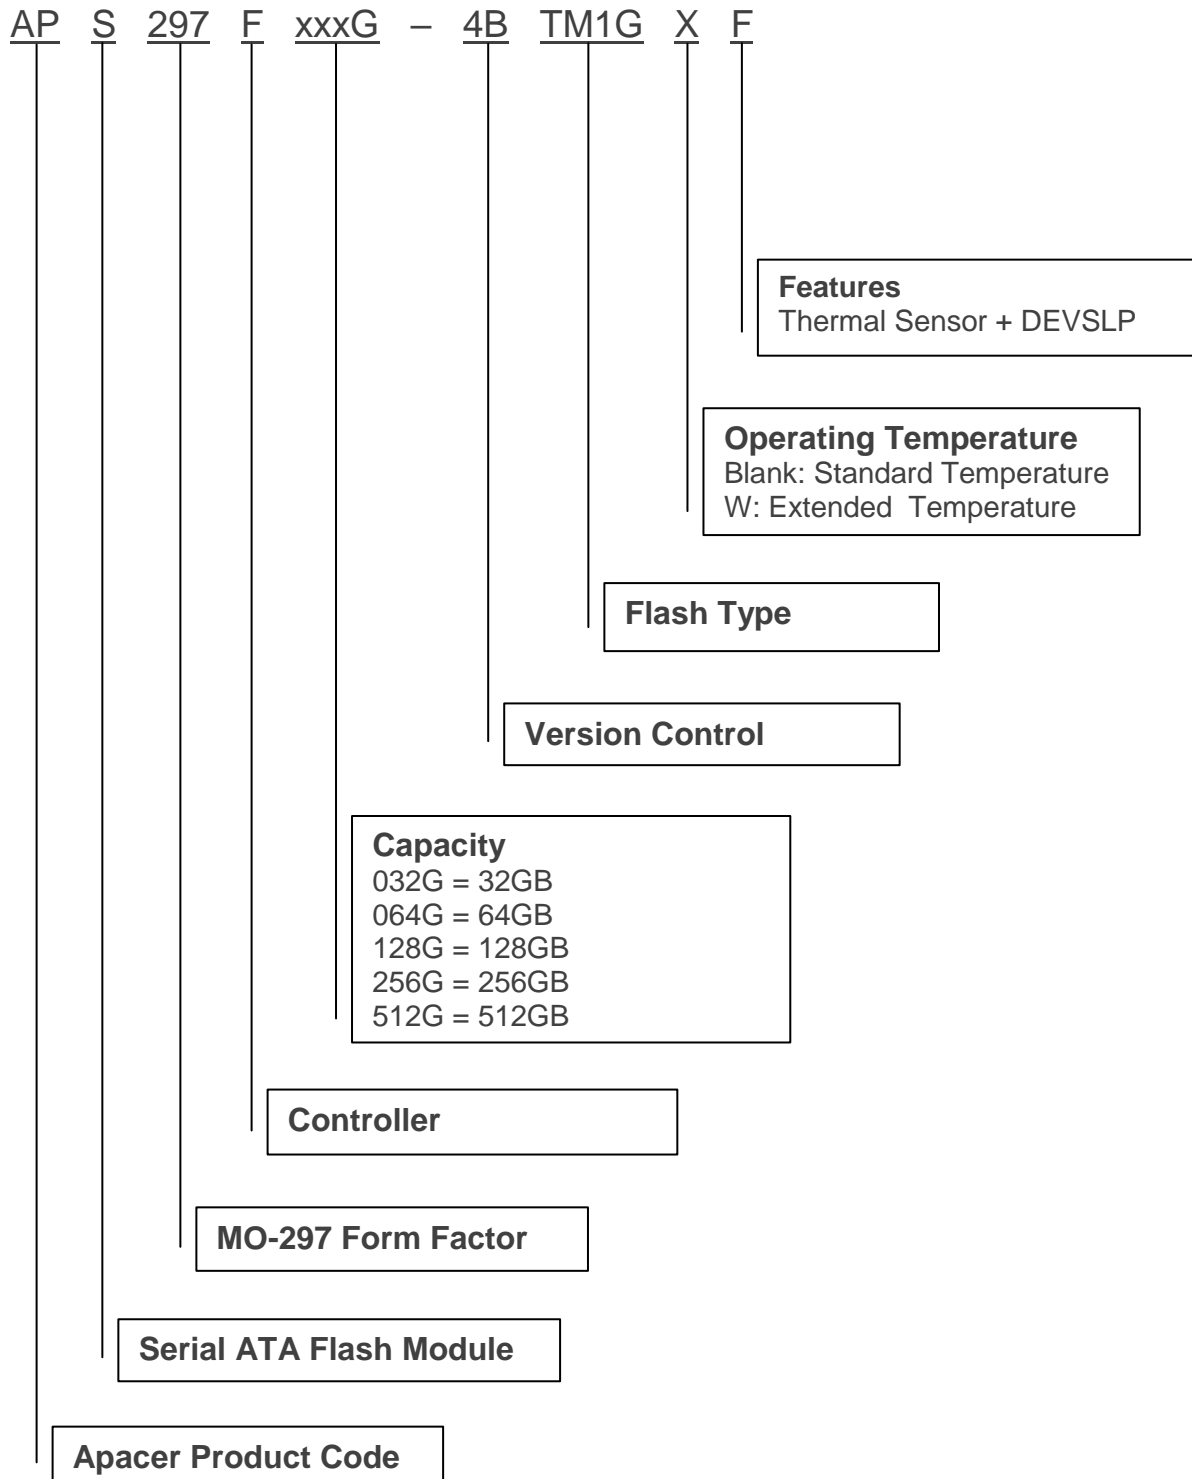 AP S 297 F xxxG – 4B TM1G X F
Features
Thermal Sensor + DEVSLP
Operating Temperature
Blank: Standard Temperature
W: Extended Temperature
Flash Type
Version Control
Capacity
032G = 32GB
064G = 64GB
128G = 128GB
256G = 256GB
512G = 512GB
Controller
MO-297 Form Factor
Serial ATA Flash Module
Apacer Product Code